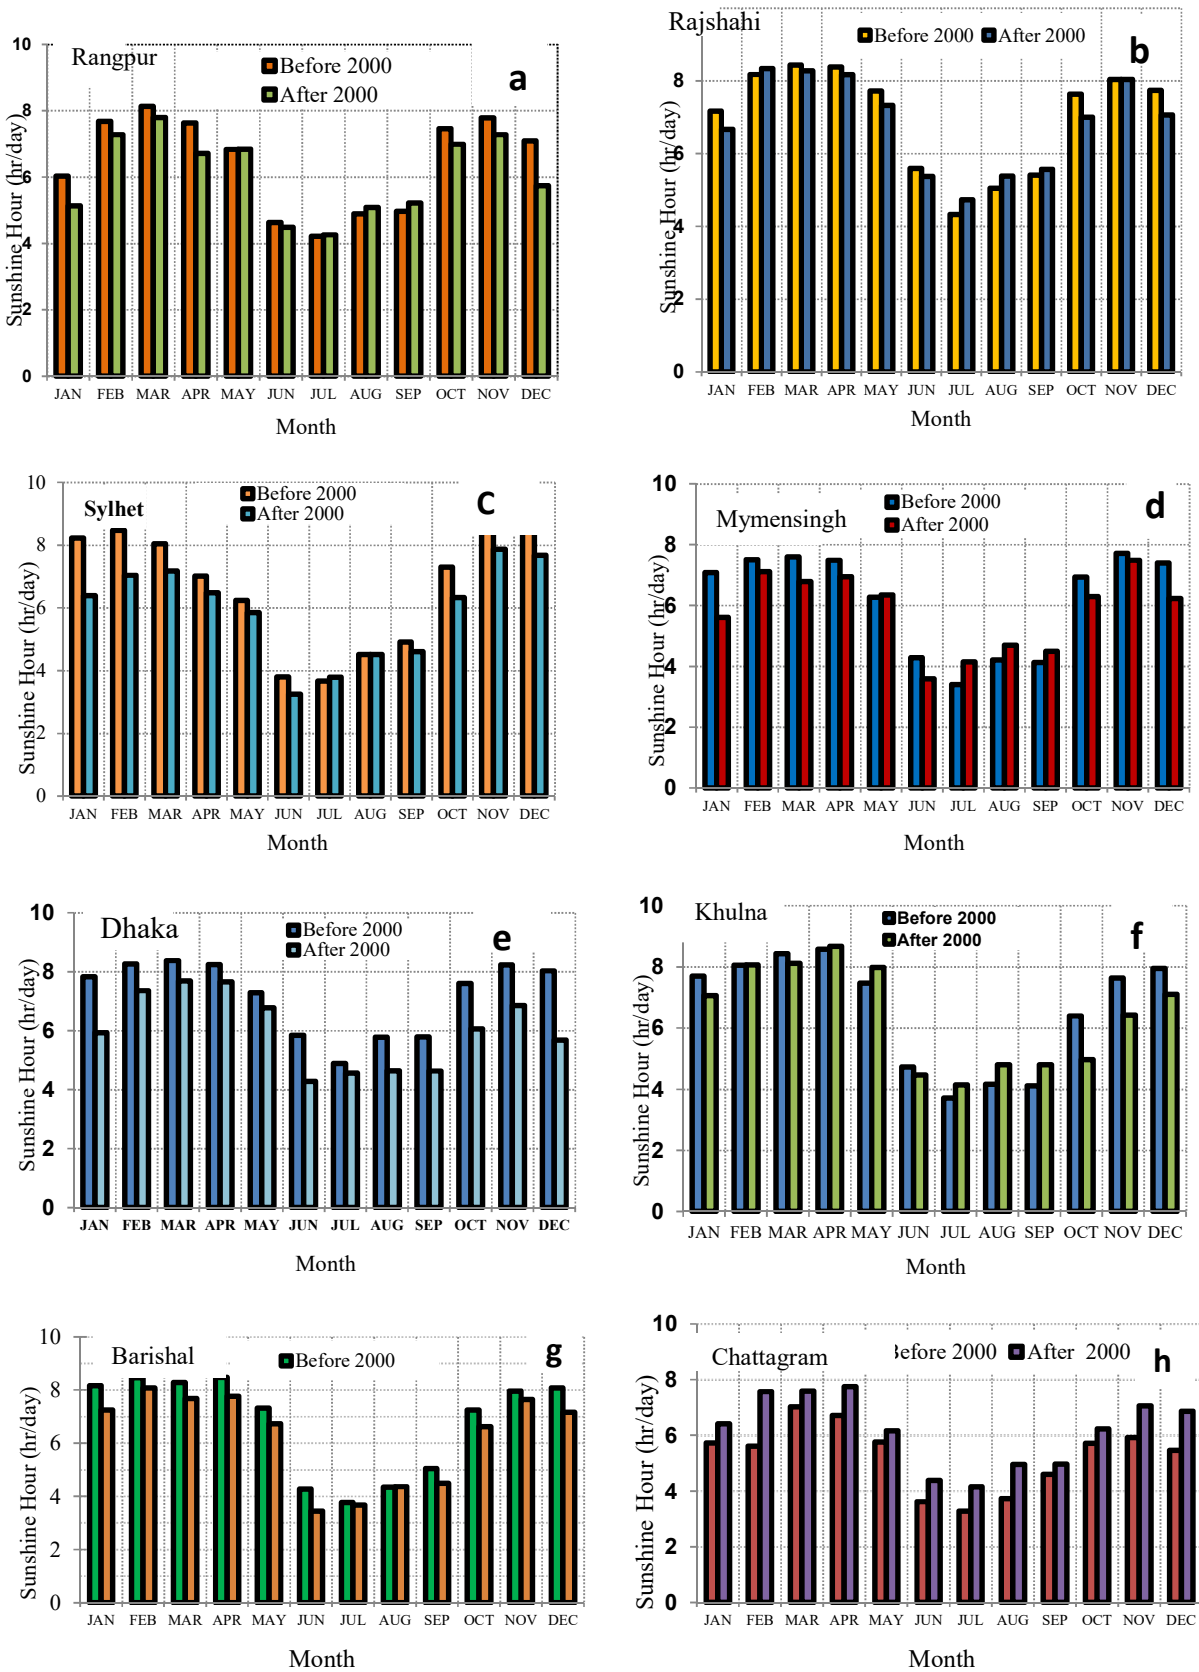 Rangpur
Before 2000
After 2000
a
Sunshine Hour (hr/day)
10
8
6
4
2
0
JAN FEB MAR APR MAY JUN JUL AUG SEP OCT NOV DEC
Month
Rajshahi
Before 2000 After 2000
b
Sunshine Hour (hr/day)
8
6
4
2
0
JAN FEB MAR APR MAY JUN JUL AUG SEP OCT NOV DEC
Month
Sylhet
Before 2000
After 2000
C
Sunshine Hour (hr/day)
10
8
6
4
2
0
JAN FEB MAR APR MAY JUN JUL AUG SEP OCT NOV DEC
Month
Mymensingh
Before 2000
After 2000
d
Sunshine Hour (hr/day)
10
8
6
4
2
0
JAN FEB MAR APR MAY JUN JUL AUG SEP OCT NOV DEC
Month
Dhaka
Before 2000
After 2000
e
Sunshine Hour (hr/day)
10
8
6
4
2
0
JAN FEB MAR APR MAY JUN JUL AUG SEP OCT NOV DEC
Month
Khulna
Before 2000
After 2000
f
Sunshine Hour (hr/day)
10
8
6
4
2
0
JAN FEB MAR APR MAY JUN JUL AUG SEP OCT NOV DEC
Month
Barishal
Before 2000
g
Sunshine Hour (hr/day)
10
8
6
4
2
0
JAN FEB MAR APR MAY JUN JUL AUG SEP OCT NOV DEC
Month
Chattagram
Before 2000 After 2000
h
Sunshine Hour (hr/day)
10
8
6
4
2
0
JAN FEB MAR APR MAY JUN JUL AUG SEP OCT NOV DEC
Month